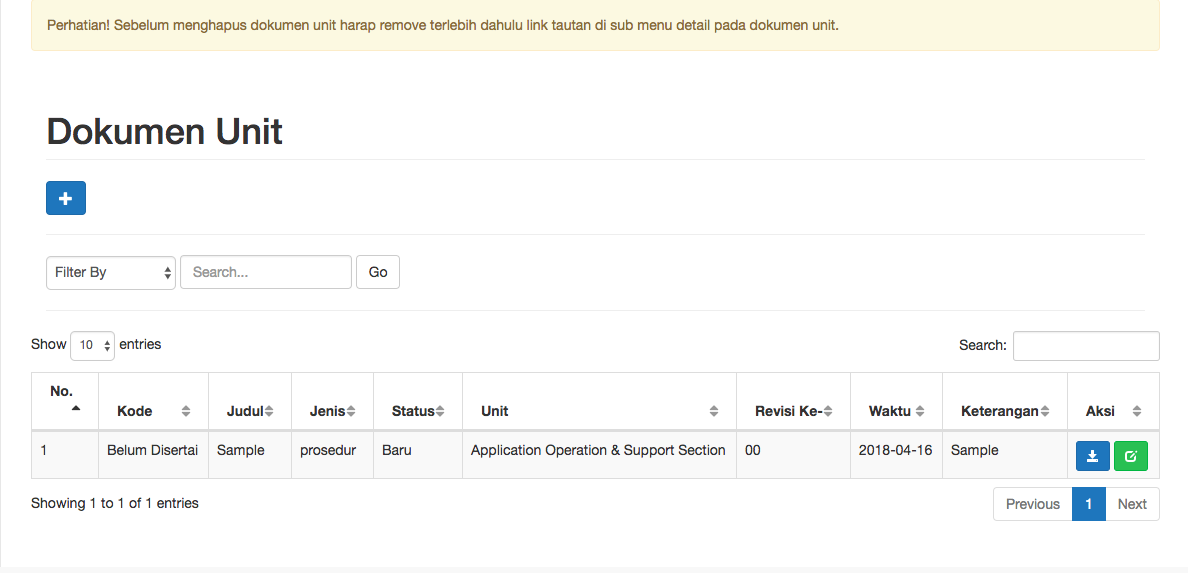 Perhatian! Sebelum menghapus dokumen unit harap remove terlebih dahulu link tautan di sub menu detail pada dokumen unit.
Dokumen Unit
Filter By Search... Go
Show 10 entries Search:
No. Kode Judul Jenis Status Unit Revisi Ke- Waktu Keterangan Aksi
1 Belum Disertai Sample prosedur Baru Application Operation & Support Section 00 2018-04-16 Sample
Showing 1 to 1 of 1 entries Previous 1 Next